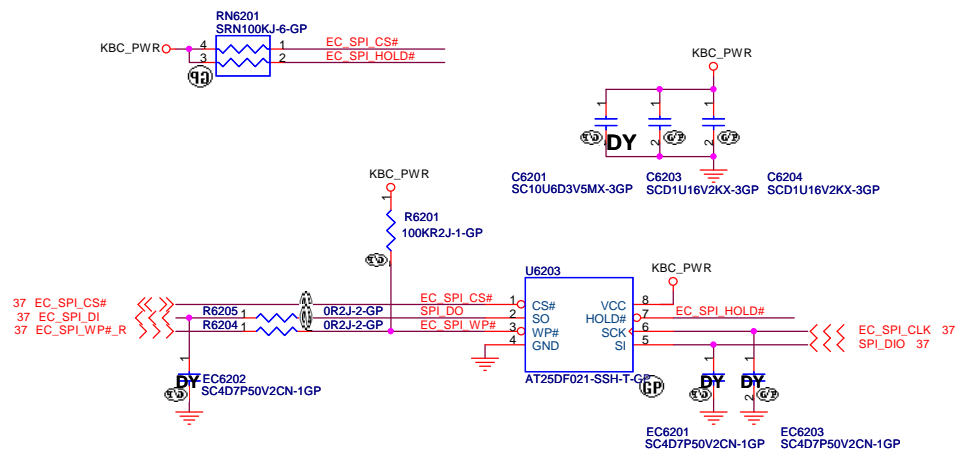 RN6201
SRN100KJ-6-GP
KBC_PWR
4
1
EC_SPI_CS#
3
2
EC_SPI_HOLD#
GP
KBC_PWR
1
1
1
DY
2
2
2
C6201
SC10U6D3V5MX-3GP
C6203
SCD1U16V2KX-3GP
C6204
SCD1U16V2KX-3GP
KBC_PWR
1
R6201
100KR2J-1-GP
U6203
KBC_PWR
37 EC_SPI_CS#
EC_SPI_CS#
1
CS#
VCC
8
37 EC_SPI_DI
R6205
1
0R2J-2-GP
SPI_DO
2
SO
HOLD#
7
EC_SPI_HOLD#
37 EC_SPI_WP#_R
R6204
1
0R2J-2-GP
EC_SPI_WP#
3
WP#
SCK
6
EC_SPI_CLK 37
4
GND
SI
5
SPI_DIO 37
AT25DF021-SSH-T-GP
GP
1
DY
EC6202
SC4D7P50V2CN-1GP
1
DY
1
DY
2
EC6201
SC4D7P50V2CN-1GP
EC6203
SC4D7P50V2CN-1GP